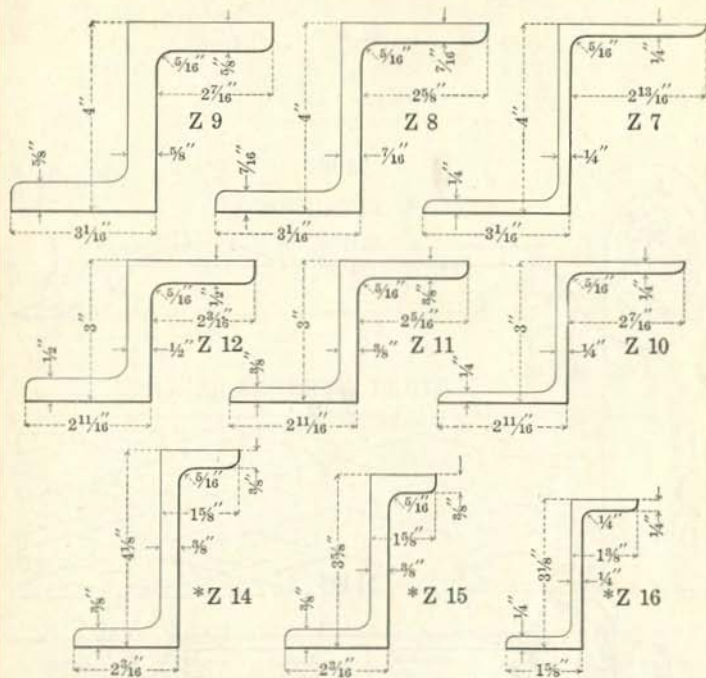 4″ 5⁄16″ 5⁄8″ 2 7⁄16″ Z 9 5⁄8″ 5⁄8″ 3 1⁄16″
4″ 5⁄16″ 7⁄16″ 2 5⁄8″ Z 8 7⁄16″ 7⁄16″ 3 1⁄16″
4″ 5⁄16″ 1⁄4″ 2 13⁄16″ Z 7 1⁄4″ 1⁄4″ 3 1⁄16″
3″ 5⁄16″ 1⁄2″ 2 3⁄16″ Z 12 1⁄2″ 1⁄2″ 2 11⁄16″
3″ 5⁄16″ 3⁄8″ 2 5⁄16″ Z 11 3⁄8″ 3⁄8″ 2 11⁄16″
3″ 5⁄16″ 1⁄4″ 2 7⁄16″ Z 10 1⁄4″ 1⁄4″ 2 11⁄16″
4 1⁄8″ 5⁄16″ 3⁄8″ 1 5⁄8″ 3⁄8″ *Z 14 3⁄8″ 2 3⁄16″
3 5⁄8″ 5⁄16″ 3⁄8″ 1 5⁄8″ 3⁄8″ *Z 15 3⁄8″ 2 3⁄16″
3 1⁄8″ 1⁄4″ 1⁄4″ 1 3⁄8″ 1⁄4″ *Z 16 1⁄4″ 1 5⁄8″